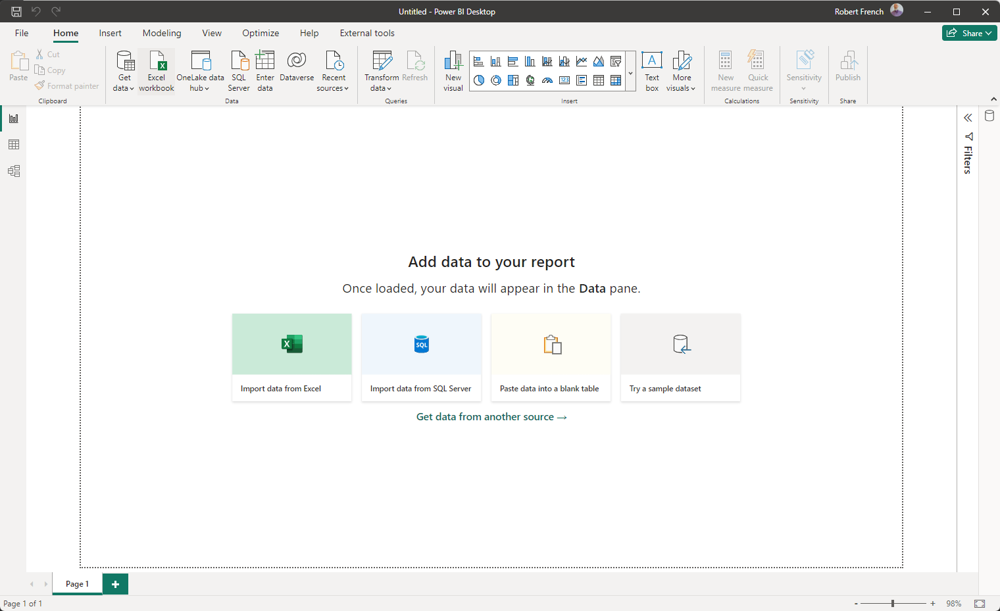 Untitled - Power BI Desktop
Robert French
File Home Insert Modeling View Optimize Help External tools
Share
Paste
Cut
Copy
Format painter
Clipboard
Get data
Excel workbook
OneLake data hub
SQL Server
Enter data
Dataverse
Recent sources
Data
Transform data
Refresh
Queries
New visual
123
A
Text box
More visuals
Insert
New measure
Quick measure
Calculations
Sensitivity
Sensitivity
Publish
Share
Filters
Add data to your report
Once loaded, your data will appear in the Data pane.
X
SQL
Import data from Excel
Import data from SQL Server
Paste data into a blank table
Try a sample dataset
Get data from another source →
Page 1
+
Page 1 of 1
- + 98%